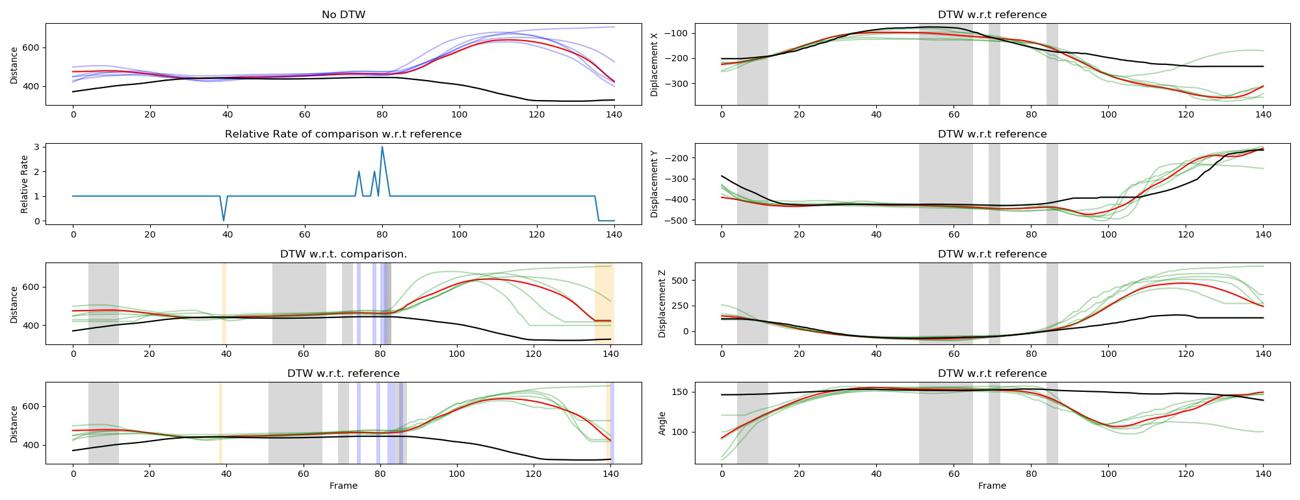 No DTW
Distance
600
400
0 20 40 60 80 100 120 140
Relative Rate of comparison w.r.t reference
Relative Rate
3
2
1
0
0 20 40 60 80 100 120 140
DTW w.r.t. comparison.
Distance
600
400
0 20 40 60 80 100 120 140
DTW w.r.t. reference
Distance
600
400
0 20 40 60 80 100 120 140
Frame
DTW w.r.t reference
Diplacement X
−100
−200
−300
0 20 40 60 80 100 120 140
DTW w.r.t reference
Displacement Y
−200
−300
−400
−500
0 20 40 60 80 100 120 140
DTW w.r.t reference
Displacement Z
500
250
0
0 20 40 60 80 100 120 140
DTW w.r.t reference
Angle
150
100
0 20 40 60 80 100 120 140
Frame